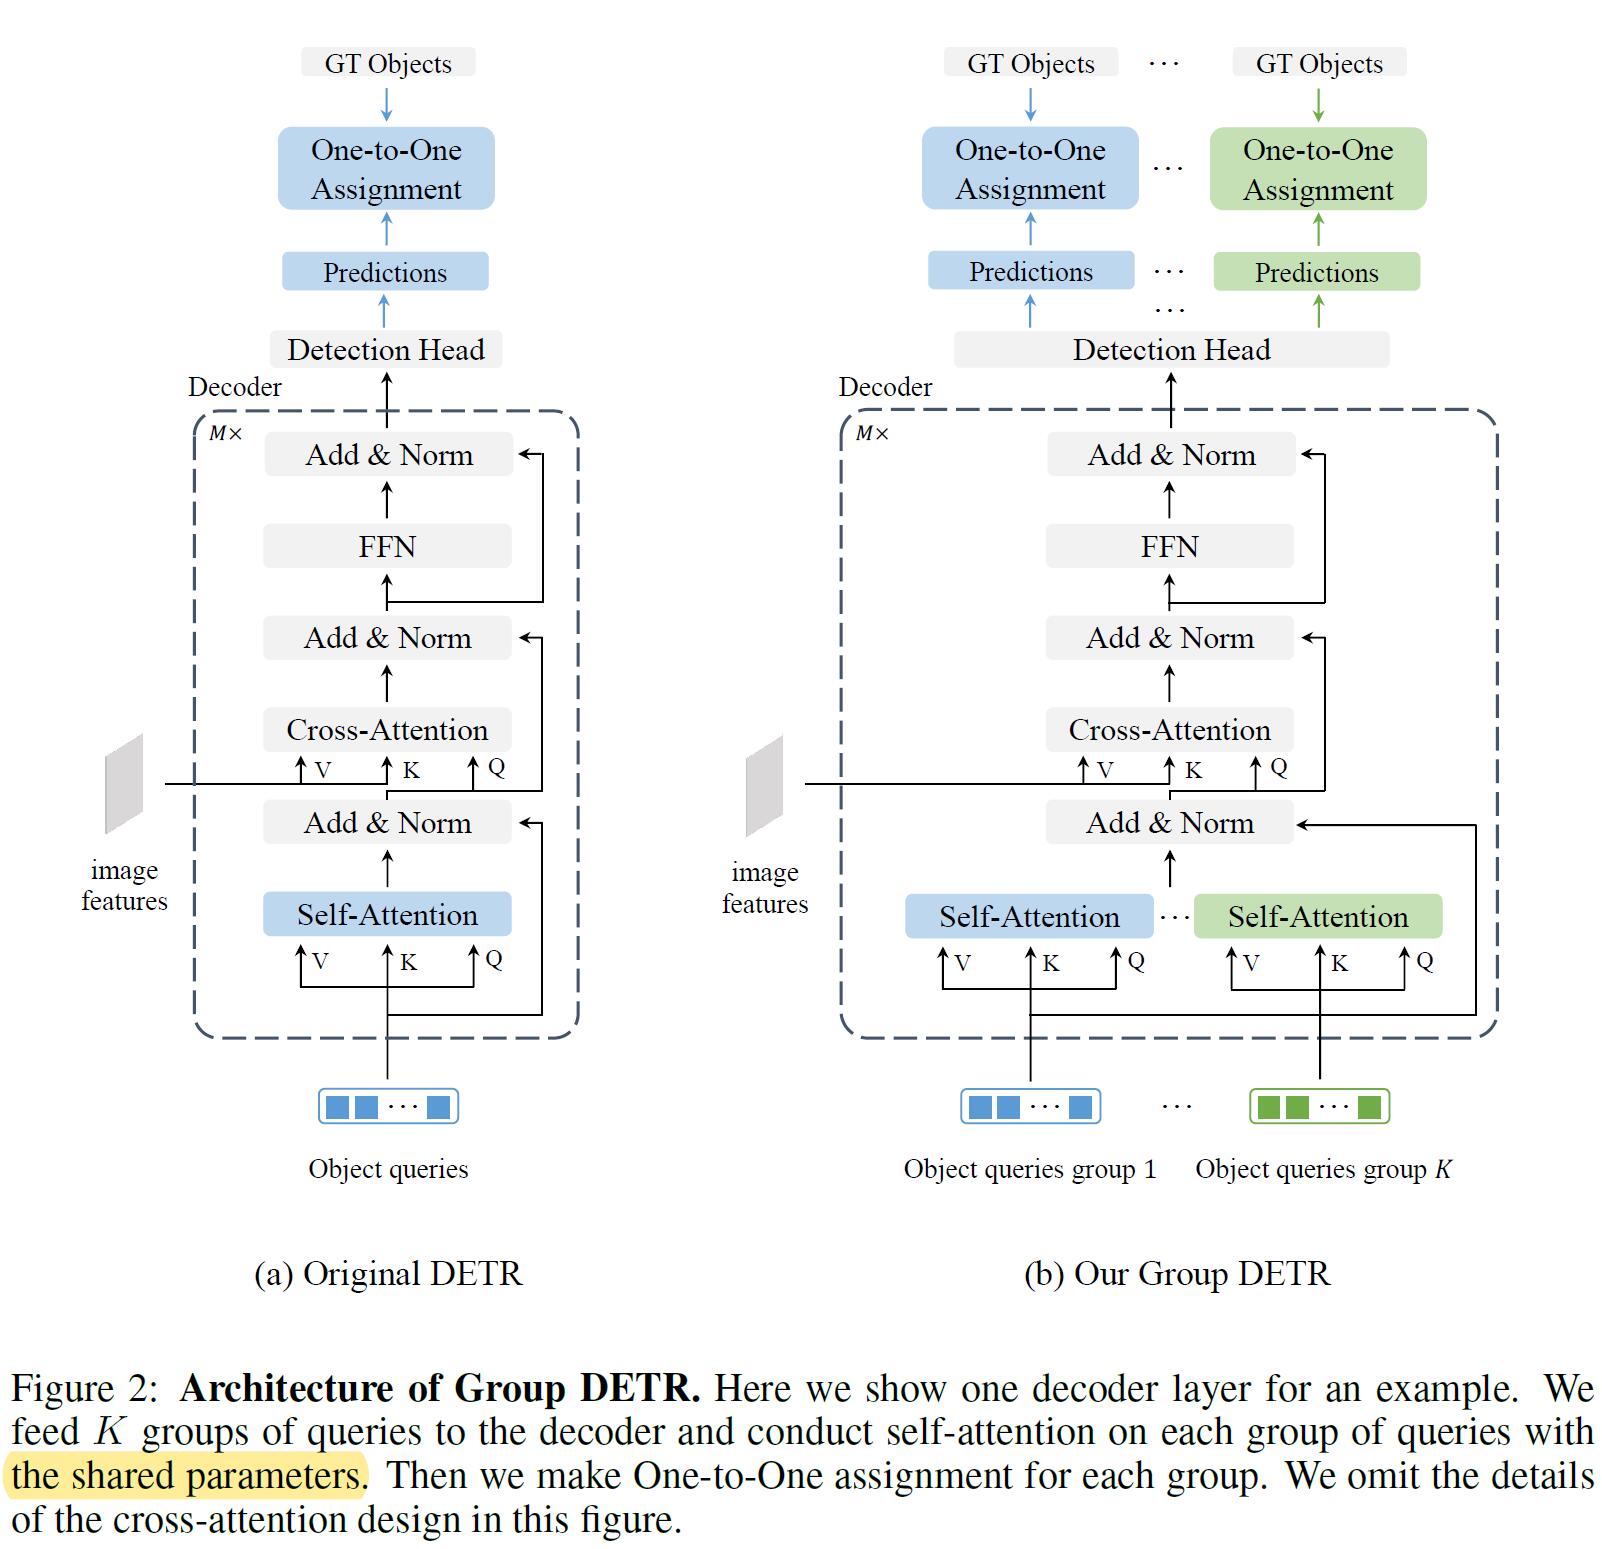 GT Objects
One-to-One
Assignment
Predictions
Detection Head
Decoder
M×
Add & Norm
FFN
Add & Norm
Cross-Attention
V K Q
Add & Norm
image
features
Self-Attention
V K Q
Object queries
(a) Original DETR
GT Objects ··· GT Objects
One-to-One ··· One-to-One
Assignment Assignment
Predictions ··· Predictions
···
Detection Head
Decoder
M×
Add & Norm
FFN
Add & Norm
Cross-Attention
V K Q
Add & Norm
image
features
Self-Attention ··· Self-Attention
V K Q V K Q
··· ··· ···
Object queries group 1 Object queries group K
(b) Our Group DETR
Figure 2: Architecture of Group DETR. Here we show one decoder layer for an example. We
feed K groups of queries to the decoder and conduct self-attention on each group of queries with
the shared parameters. Then we make One-to-One assignment for each group. We omit the details
of the cross-attention design in this figure.